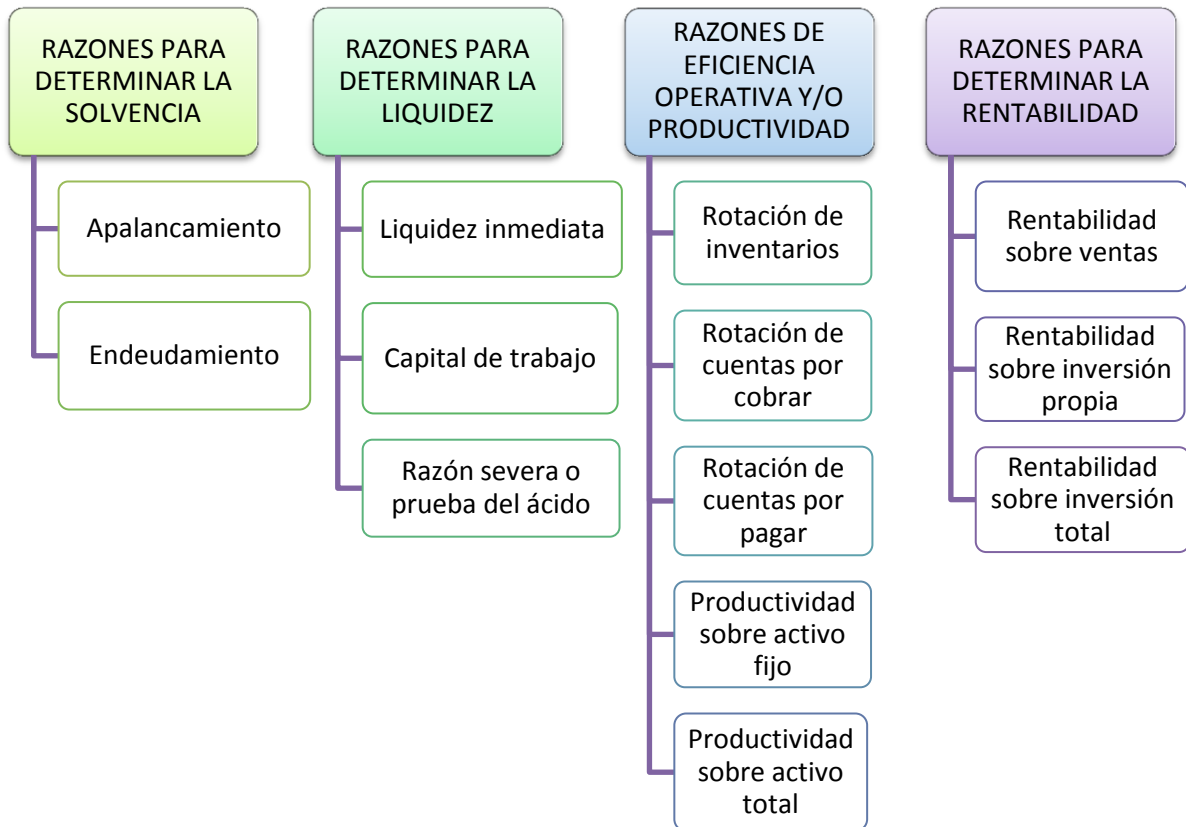 RAZONES PARA
DETERMINAR LA
SOLVENCIA
Apalancamiento
Endeudamiento
RAZONES PARA
DETERMINAR LA
LIQUIDEZ
Liquidez inmediata
Capital de trabajo
Razón severa o
prueba del ácido
RAZONES DE
EFICIENCIA
OPERATIVA Y/O
PRODUCTIVIDAD
Rotación de
inventarios
Rotación de
cuentas por
cobrar
Rotación de
cuentas por
pagar
Productividad
sobre activo
fijo
Productividad
sobre activo
total
RAZONES PARA
DETERMINAR LA
RENTABILIDAD
Rentabilidad
sobre ventas
Rentabilidad
sobre inversión
propia
Rentabilidad
sobre inversión
total